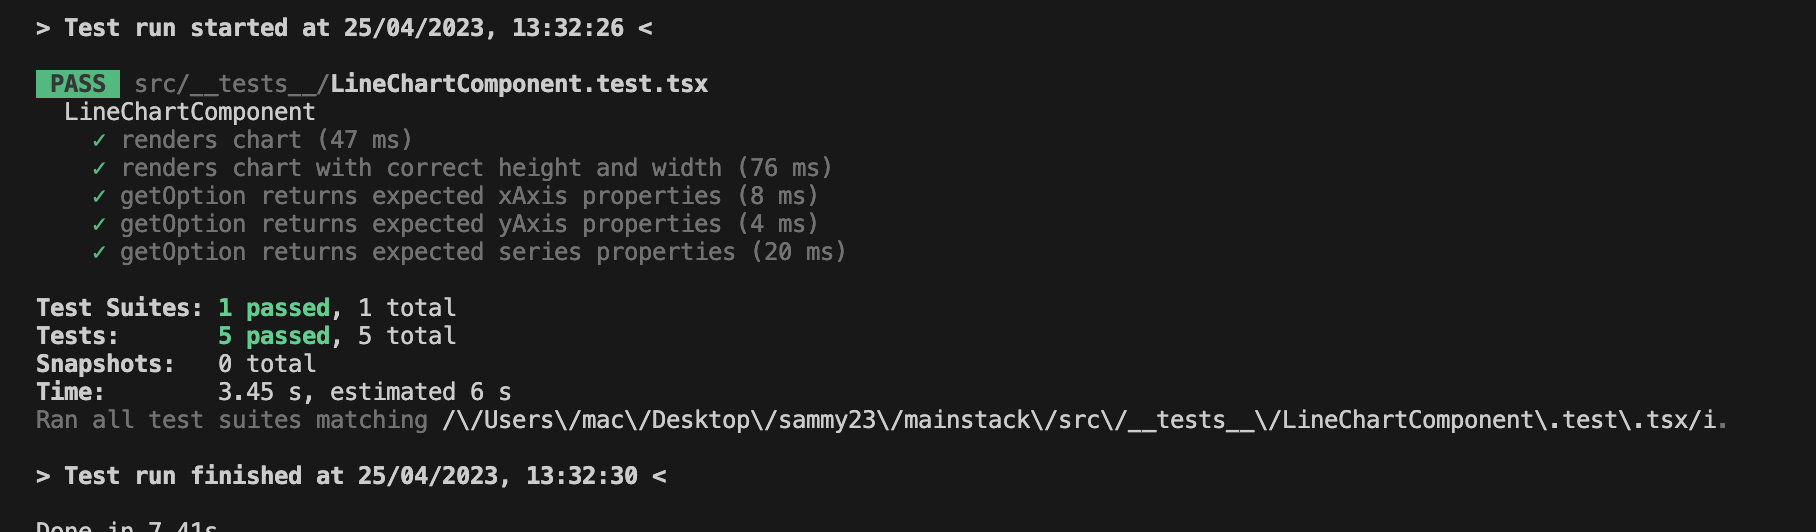 > Test run started at 25/04/2023, 13:32:26 <
PASS src/__tests__/LineChartComponent.test.tsx
LineChartComponent
✓ renders chart (47 ms)
✓ renders chart with correct height and width (76 ms)
✓ getOption returns expected xAxis properties (8 ms)
✓ getOption returns expected yAxis properties (4 ms)
✓ getOption returns expected series properties (20 ms)
Test Suites: 1 passed, 1 total
Tests: 5 passed, 5 total
Snapshots: 0 total
Time: 3.45 s, estimated 6 s
Ran all test suites matching /\/Users\/mac\/Desktop\/sammy23\/mainstack\/src\/__tests__\/LineChartComponent\.test\.tsx/i.
> Test run finished at 25/04/2023, 13:32:30 <
Done in 7.41s